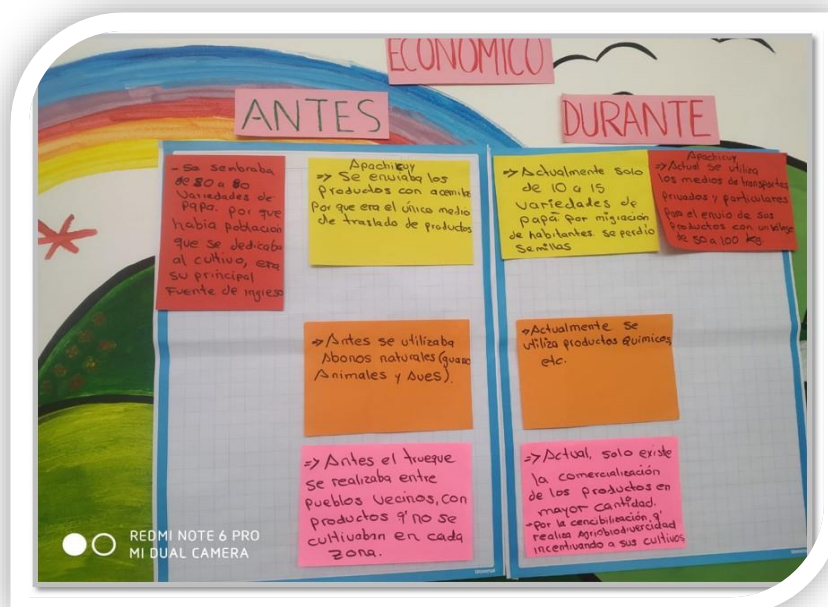 ECONOMICO
ANTES
- Se sembraba
de 80 a 80
Variedades de
Papa. por que
habia población
que se dedicaba
al cultivo, era
su principal
Fuente de ingreso
Apachicuy
=> Se enviaba los
Productos con acemila
Por que era el único medio
de traslado de productos
=> Antes se utilizaba
Abonos naturales (guano
Animales y Aves).
=> Antes el trueque
se realizaba entre
pueblos vecinos, con
productos q' no se
cultivaban en cada
zona.
DURANTE
=> Actualmente solo
de 10 a 15
variedades de
papá. Por migración
de habitantes. Se perdio
Semillas
Apachicuy
=> Actual se utiliza
los medios de transportes
privados y particulares
para el envio de sus
Productos con un
de 50 a 100 kg.
=> Actualmente se
utiliza productos químicos,
etc.
=> Actual, solo existe
la comercialización
de los productos en
mayor cantidad.
- por la cencibilización, q'
realiza Agriobiodivercidad
incentivando a sus cultivos
REDMI NOTE 6 PRO
MI DUAL CAMERA